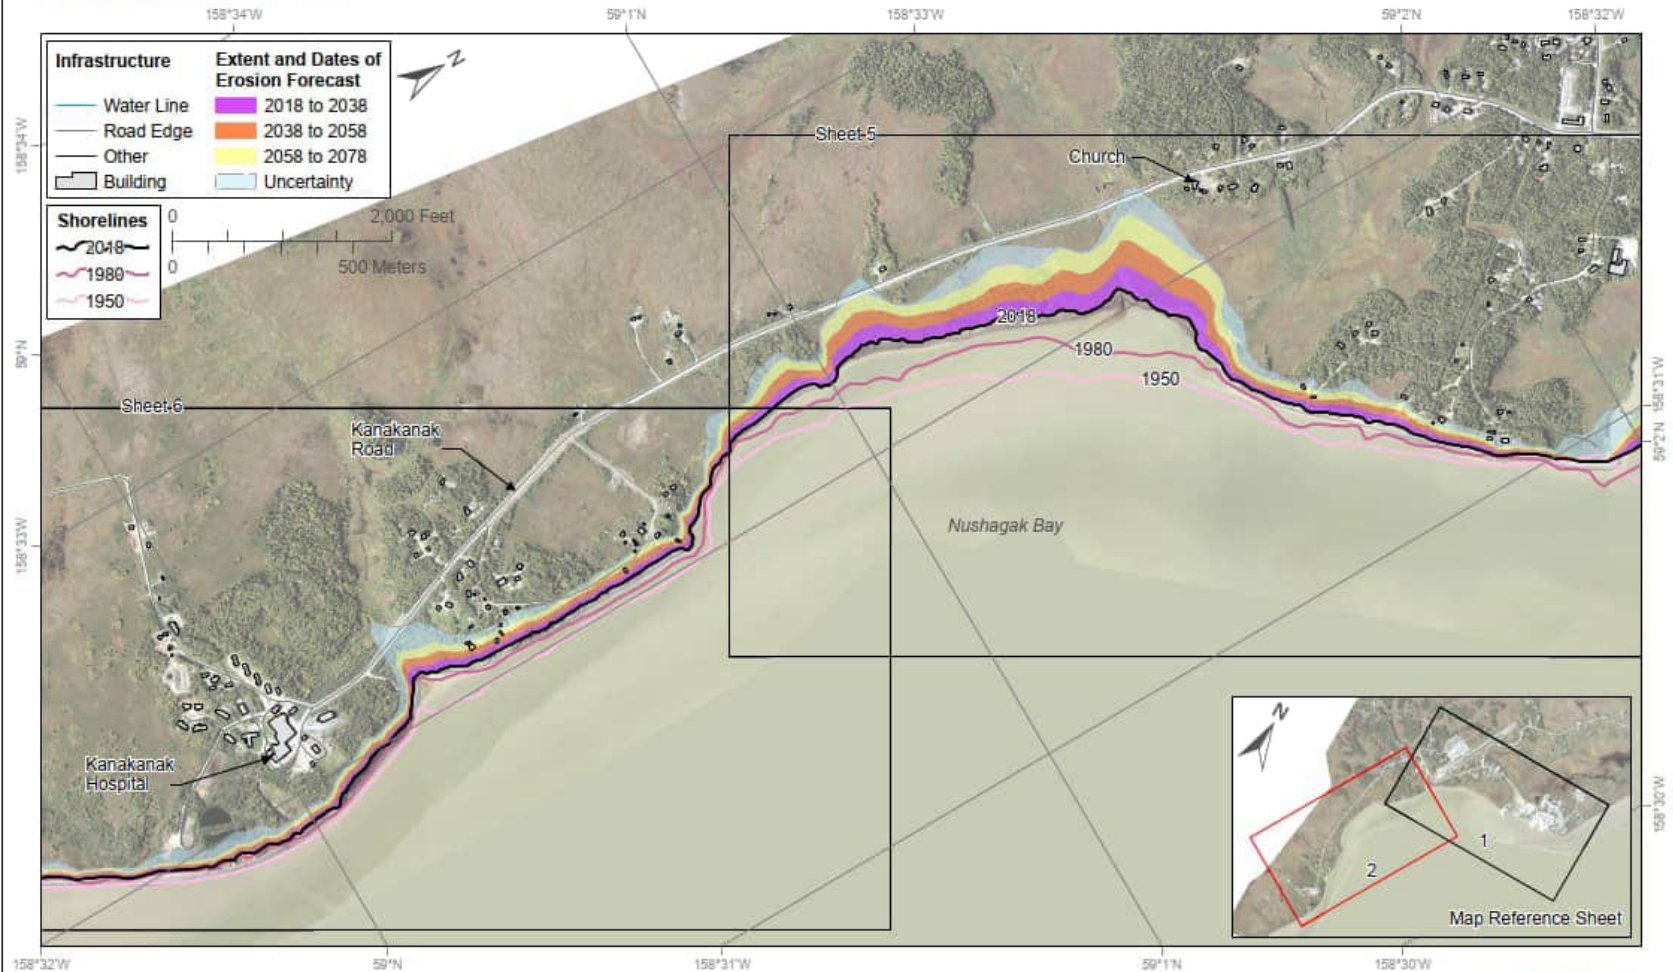 158°34'W
59°1'N
158°33'W
59°2'N
158°32'W
Infrastructure
Water Line
Road Edge
Other
Building
Extent and Dates of
Erosion Forecast
2018 to 2038
2038 to 2058
2058 to 2078
Uncertainty
N
Shorelines
2018
1980
1950
0
2,000 Feet
0
500 Meters
158°34'W
59°N
158°33'W
Sheet 5
Church
2018
1980
1950
Sheet 6
Kanakanak
Road
Nushagak Bay
Kanakanak
Hospital
158°31'W
59°2'N
158°30'W
N
1
2
Map Reference Sheet
158°32'W
59°N
158°31'W
59°1'N
158°30'W